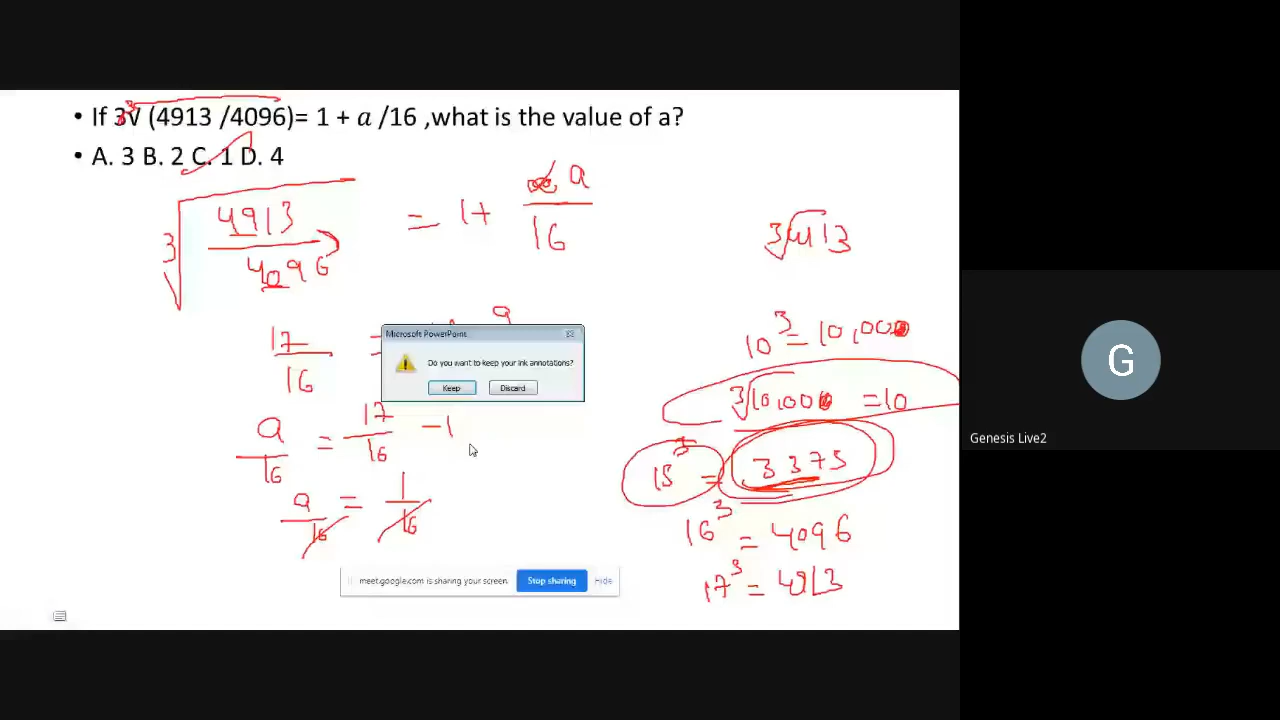 • If 3√ (4913 /4096)= 1 + a /16 ,what is the value of a?
• A. 3 B. 2 C. 1 D. 4
3√ 4913 / 4096 = 1 + a / 16
17 / 16 =
a
a / 16 = 17 / 16 - 1
a / 16 = 1 / 16
10³ = 10,000
3√10,000 = 10
15³ = 3375
16³ = 4096
17³ = 4913
Microsoft PowerPoint
Do you want to keep your ink annotations?
Keep Discard
meet.google.com is sharing your screen. Stop sharing Hide
G
Genesis Live2